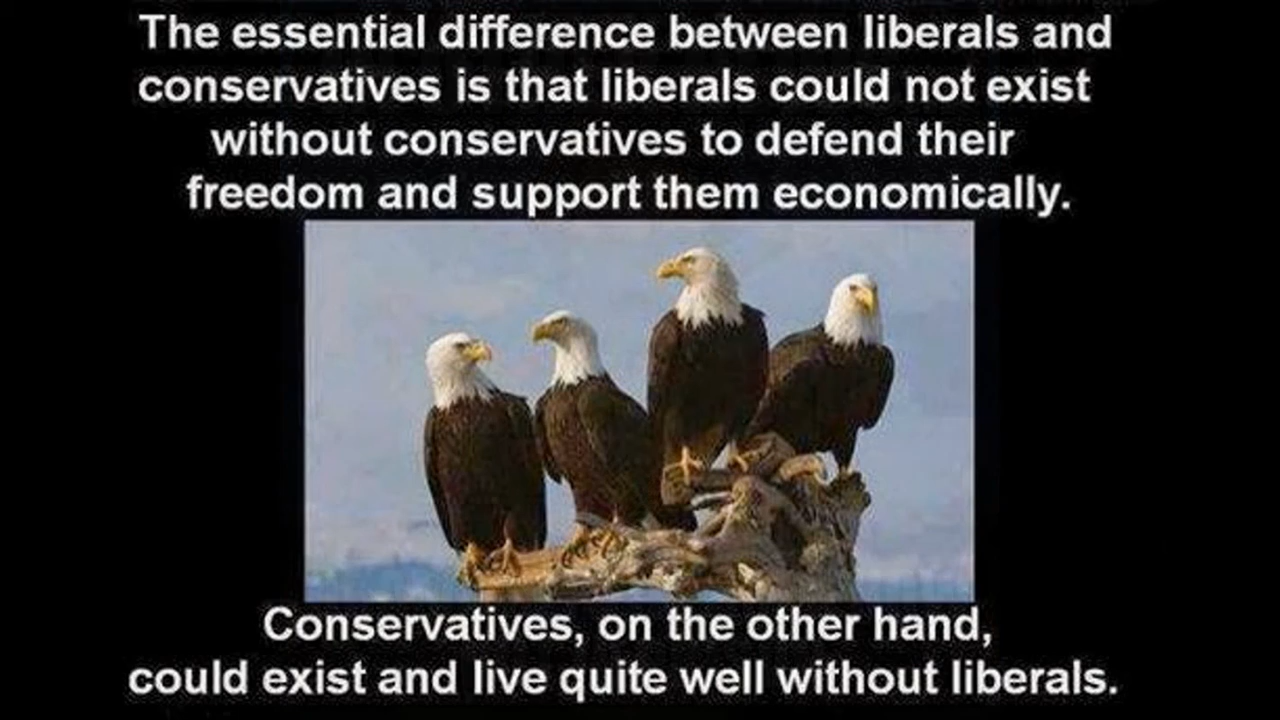 The essential difference between liberals and
conservatives is that liberals could not exist
without conservatives to defend their
freedom and support them economically.
Conservatives, on the other hand,
could exist and live quite well without liberals.